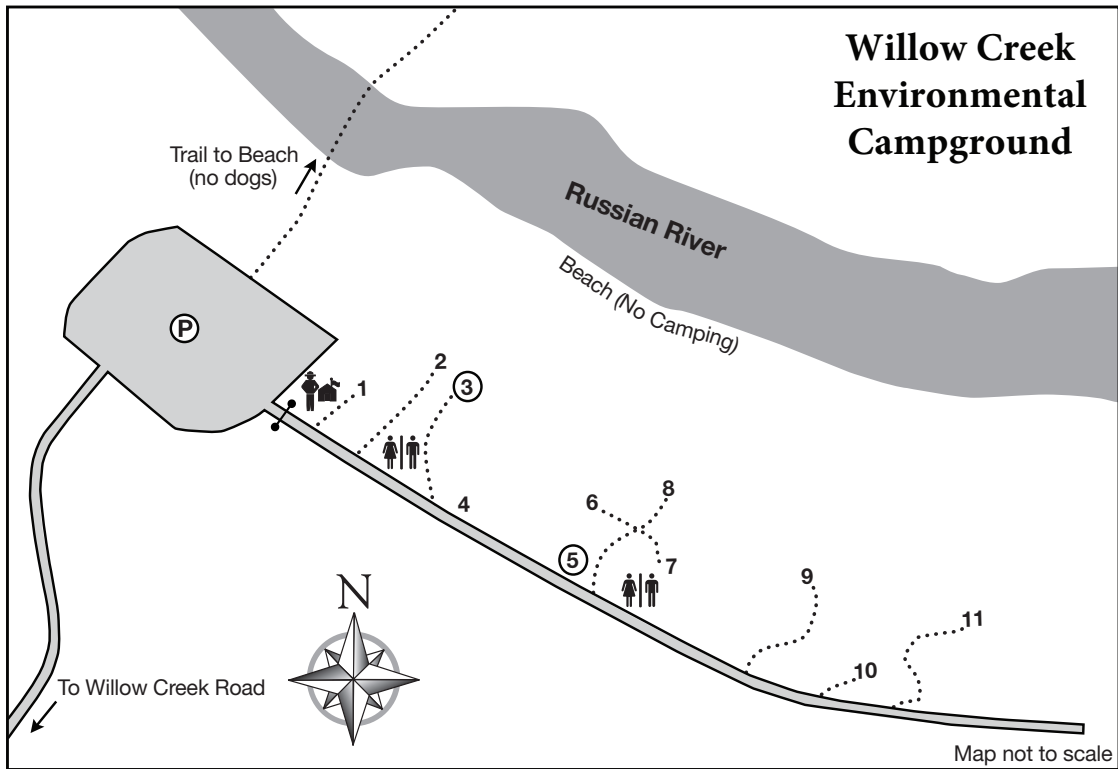 Willow Creek
Environmental
Campground
Trail to Beach
(no dogs)
Russian River
Beach (No Camping)
P
1
2
3
4
5
6
7
8
9
10
11
N
To Willow Creek Road
Map not to scale